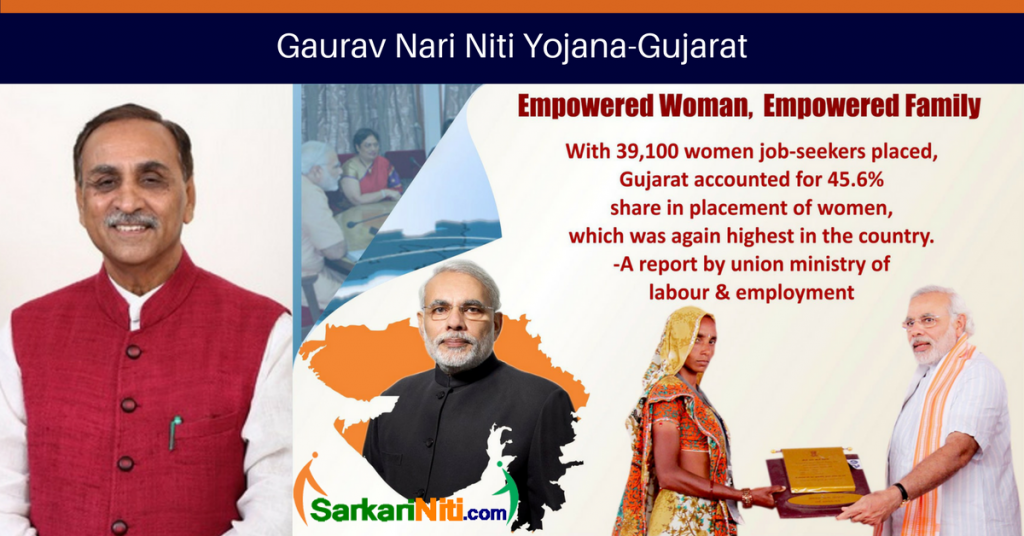 Gaurav Nari Niti Yojana-Gujarat
Empowered Woman, Empowered Family
With 39,100 women job-seekers placed,
Gujarat accounted for 45.6%
share in placement of women,
which was again highest in the country.
-A report by union ministry of
labour & employment
SarkariNiti.com